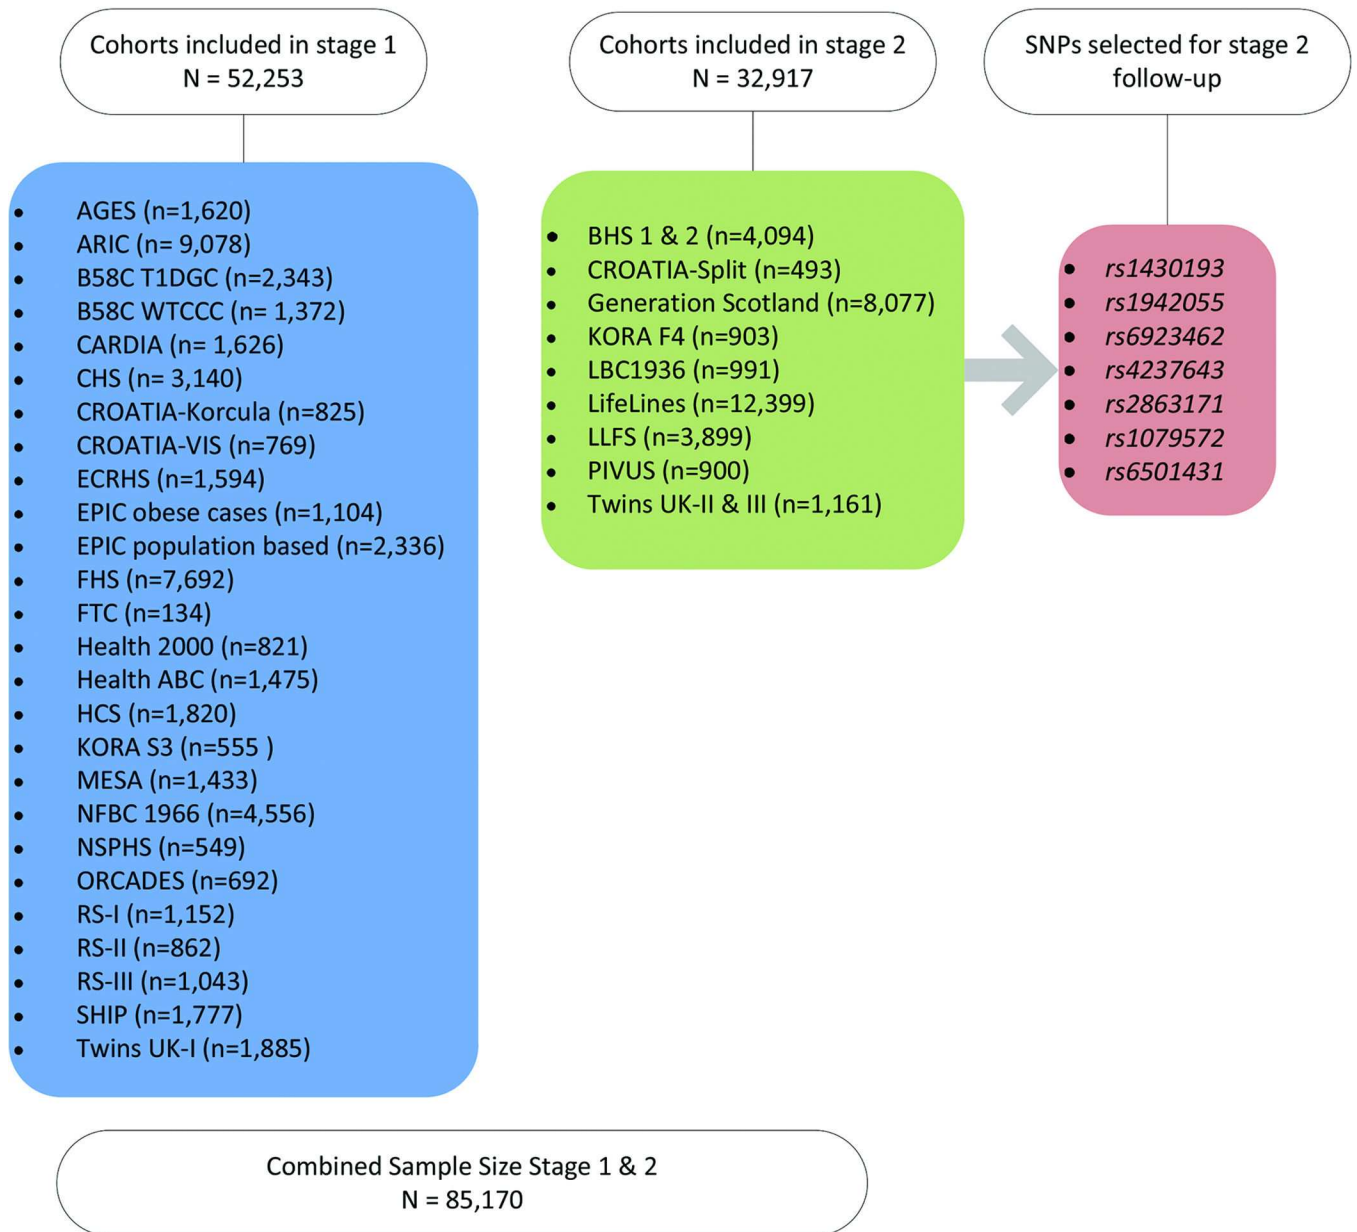 Cohorts included in stage 1
N = 52,253
• AGES (n=1,620)
• ARIC (n= 9,078)
• B58C T1DGC (n=2,343)
• B58C WTCCC (n= 1,372)
• CARDIA (n= 1,626)
• CHS (n= 3,140)
• CROATIA-Korcula (n=825)
• CROATIA-VIS (n=769)
• ECRHS (n=1,594)
• EPIC obese cases (n=1,104)
• EPIC population based (n=2,336)
• FHS (n=7,692)
• FTC (n=134)
• Health 2000 (n=821)
• Health ABC (n=1,475)
• HCS (n=1,820)
• KORA S3 (n=555 )
• MESA (n=1,433)
• NFBC 1966 (n=4,556)
• NSPHS (n=549)
• ORCADES (n=692)
• RS-I (n=1,152)
• RS-II (n=862)
• RS-III (n=1,043)
• SHIP (n=1,777)
• Twins UK-I (n=1,885)
Cohorts included in stage 2
N = 32,917
• BHS 1 & 2 (n=4,094)
• CROATIA-Split (n=493)
• Generation Scotland (n=8,077)
• KORA F4 (n=903)
• LBC1936 (n=991)
• LifeLines (n=12,399)
• LLFS (n=3,899)
• PIVUS (n=900)
• Twins UK-II & III (n=1,161)
SNPs selected for stage 2
follow-up
• rs1430193
• rs1942055
• rs6923462
• rs4237643
• rs2863171
• rs1079572
• rs6501431
Combined Sample Size Stage 1 & 2
N = 85,170